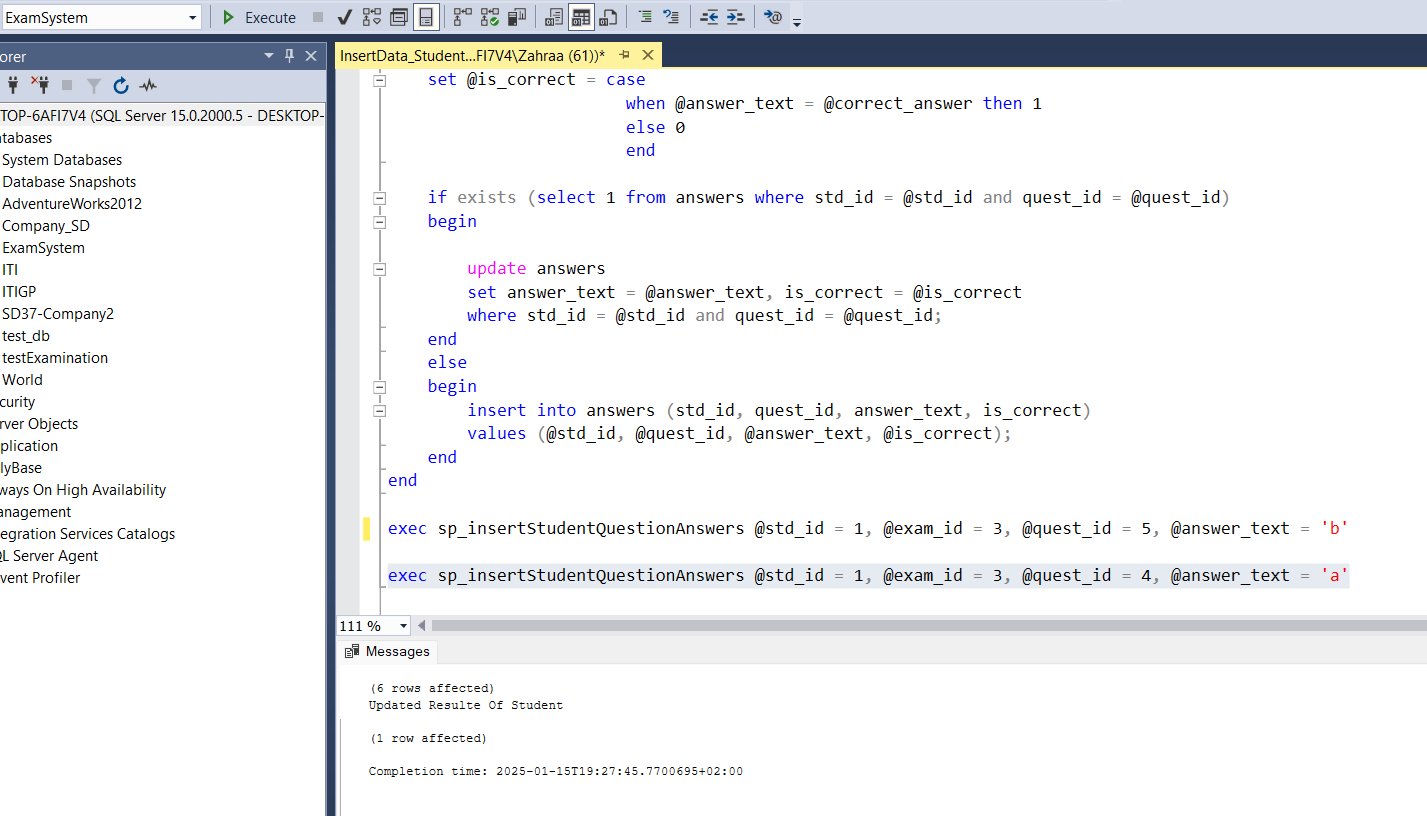 ExamSystem
Execute
orer
InsertData_Student...FI7V4\Zahraa (61))*
TOP-6AFI7V4 (SQL Server 15.0.2000.5 - DESKTOP-
tabases
System Databases
Database Snapshots
AdventureWorks2012
Company_SD
ExamSystem
ITI
ITIGP
SD37-Company2
test_db
testExamination
World
curity
rver Objects
plication
lyBase
ways On High Availability
anagement
egration Services Catalogs
QL Server Agent
vent Profiler
set @is_correct = case
when @answer_text = @correct_answer then 1
else 0
end
if exists (select 1 from answers where std_id = @std_id and quest_id = @quest_id)
begin
update answers
set answer_text = @answer_text, is_correct = @is_correct
where std_id = @std_id and quest_id = @quest_id;
end
else
begin
insert into answers (std_id, quest_id, answer_text, is_correct)
values (@std_id, @quest_id, @answer_text, @is_correct);
end
end
exec sp_insertStudentQuestionAnswers @std_id = 1, @exam_id = 3, @quest_id = 5, @answer_text = 'b'
exec sp_insertStudentQuestionAnswers @std_id = 1, @exam_id = 3, @quest_id = 4, @answer_text = 'a'
111 %
Messages
(6 rows affected)
Updated Resulte Of Student
(1 row affected)
Completion time: 2025-01-15T19:27:45.7700695+02:00